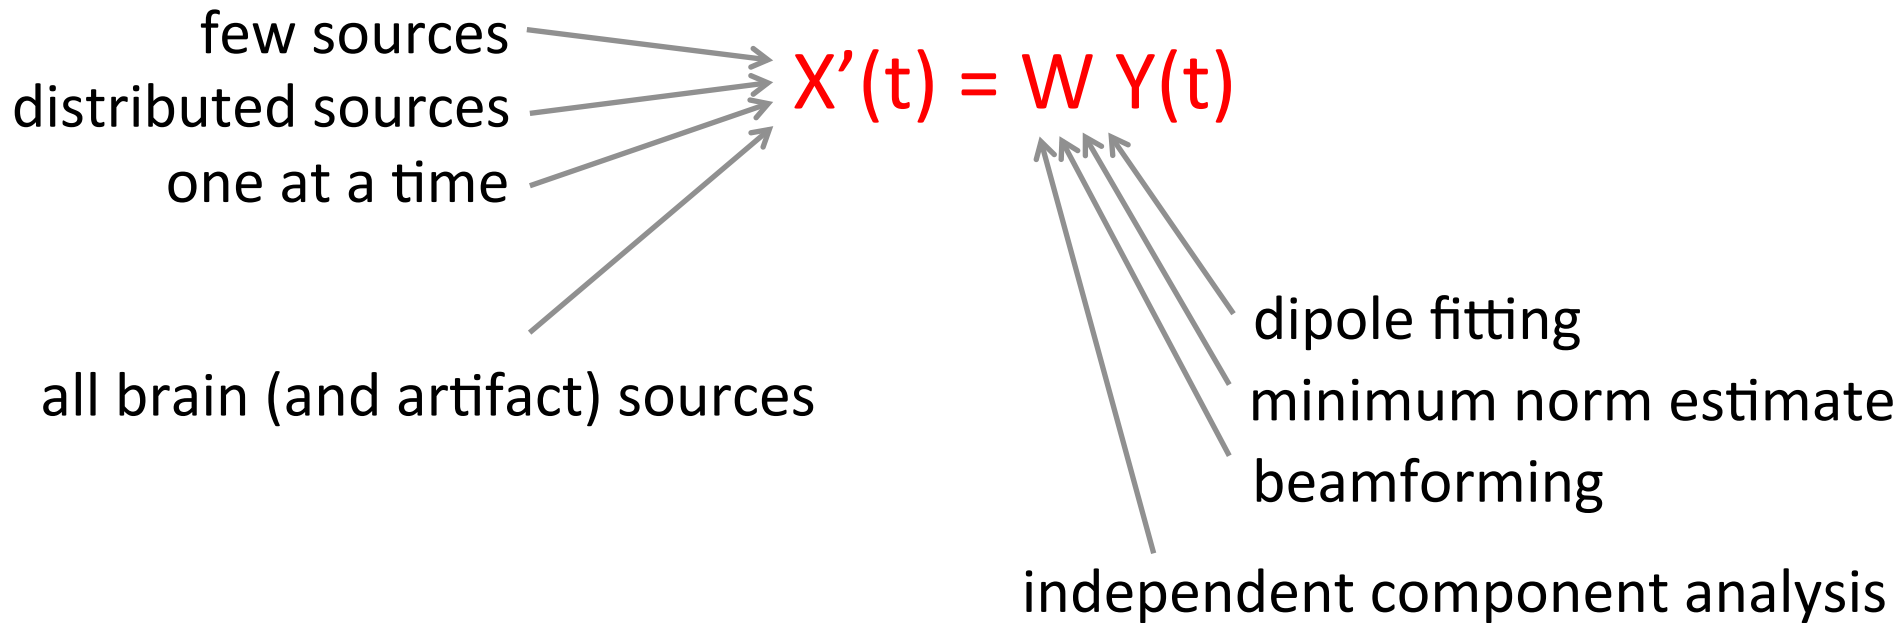 few sources
X’(t) = W Y(t)
distributed sources
one at a time
dipole fitting
all brain (and artifact) sources
minimum norm estimate
beamforming
independent component analysis